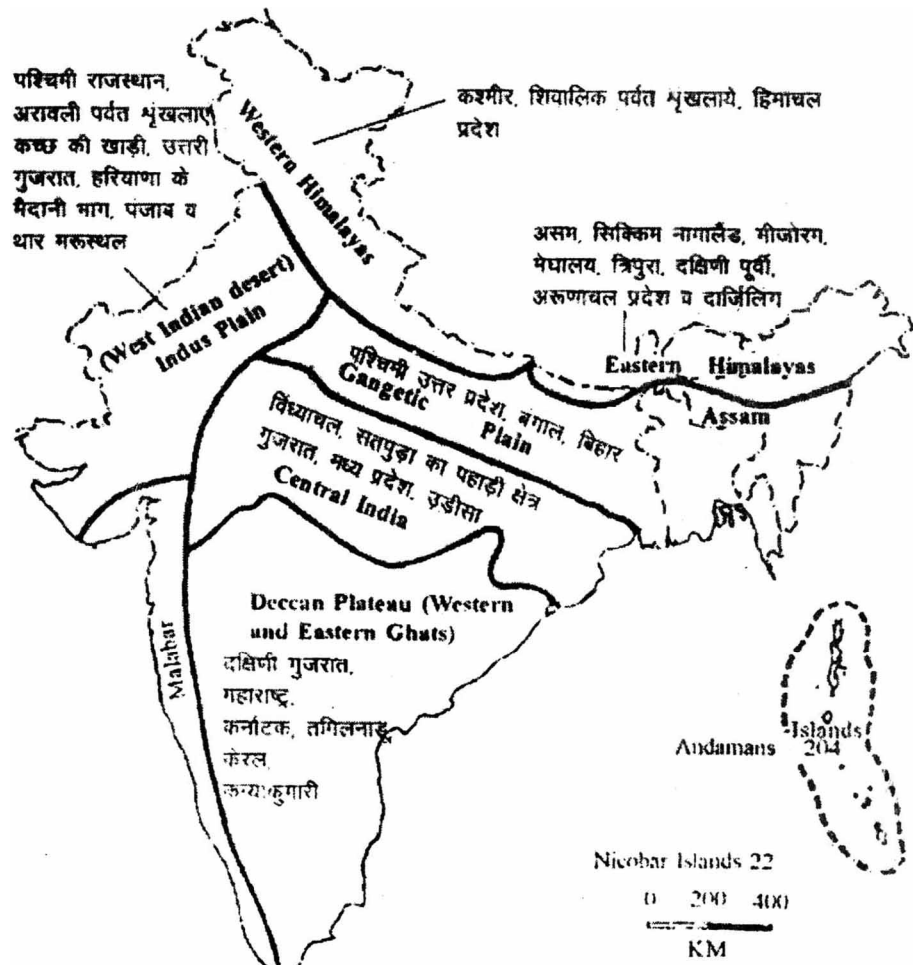 पश्चिमी राजस्थान,
अरावली पर्वत शृंखलाए
कच्छ की खाड़ी, उत्तरी
गुजरात, हरियाणा के
मैदानी भाग, पंजाब व
थार मरूस्थल
कश्मीर, शिवालिक पर्वत शृंखलाये, हिमाचल
प्रदेश
Western Himalayas
असम, सिक्किम नागालैंड, मीजोरम,
मेघालय, त्रिपुरा, दक्षिणी पूर्वी,
अरूणाचल प्रदेश व दार्जिलिंग
(West Indian desert)
Indus Plain
Eastern Himalayas
Assam
पश्चिमी उत्तर प्रदेश, बंगाल, बिहार
Gangetic Plain
विंध्याचल, सतपुड़ा का पहाड़ी क्षेत्र
गुजरात, मध्य प्रदेश, उड़ीसा
Central India
Deccan Plateau (Western
and Eastern Ghats)
दक्षिणी गुजरात,
महाराष्ट्र,
कर्नाटक, तमिलनाडू,
केरल,
कन्याकुमारी
Malabar
Islands
Andamans 204
Nicobar Islands 22
0 200 400
KM